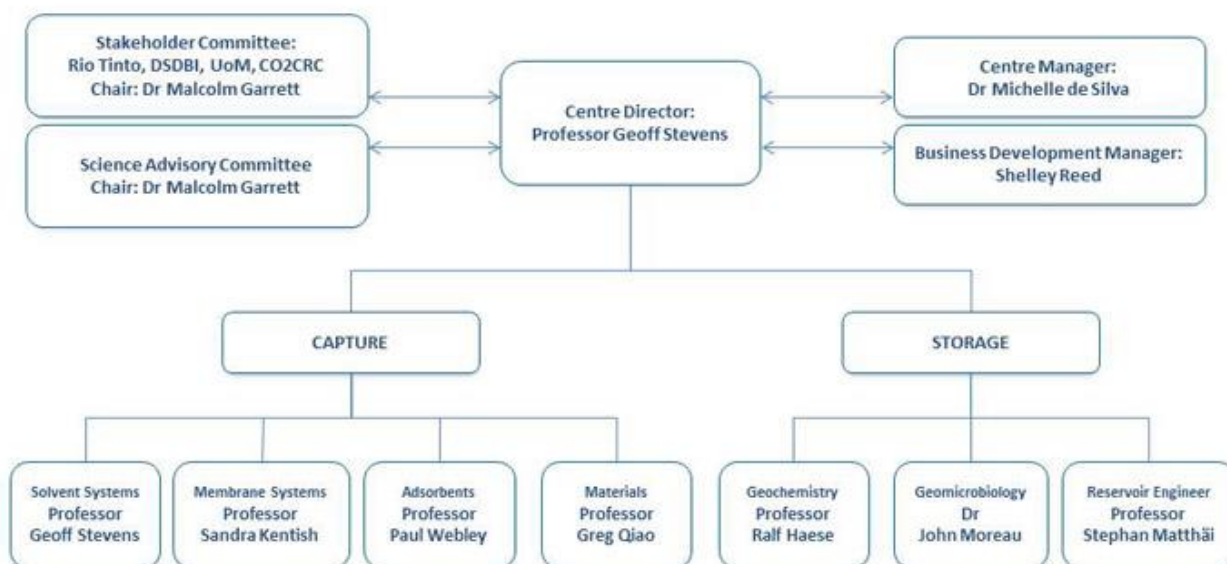 Stakeholder Committee:
Rio Tinto, DSDBI, UoM, CO2CRC
Chair: Dr Malcolm Garrett
Science Advisory Committee
Chair: Dr Malcolm Garrett
Centre Director:
Professor Geoff Stevens
Centre Manager:
Dr Michelle de Silva
Business Development Manager:
Shelley Reed
CAPTURE
STORAGE
Solvent Systems
Professor
Geoff Stevens
Membrane Systems
Professor
Sandra Kentish
Adsorbents
Professor
Paul Webley
Materials
Professor
Greg Qiao
Geochemistry
Professor
Ralf Haese
Geomicrobiology
Dr
John Moreau
Reservoir Engineer
Professor
Stephan Matthäi